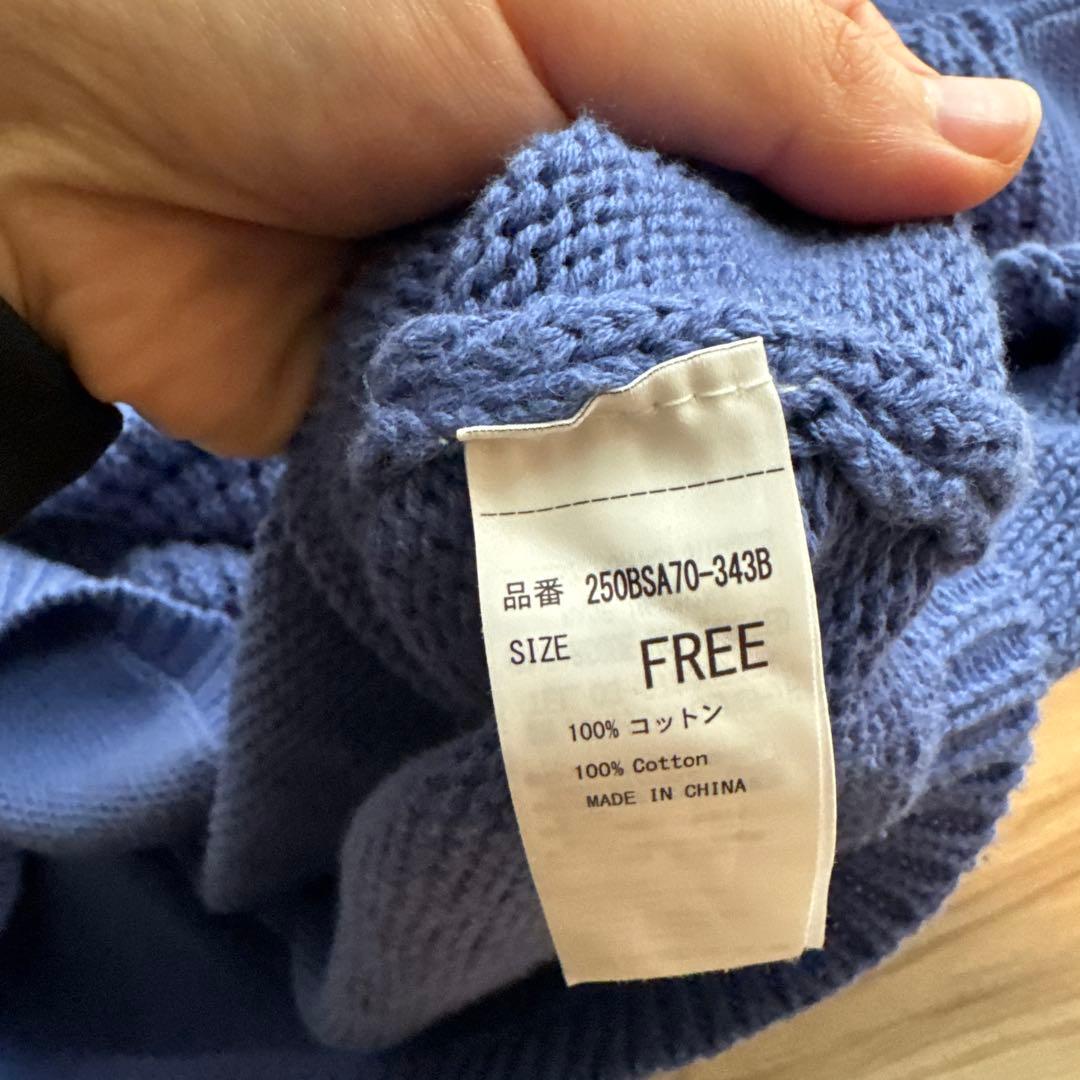 品番 250BSA70-343B
SIZE FREE
100% コットン
100% Cotton
MADE IN CHINA